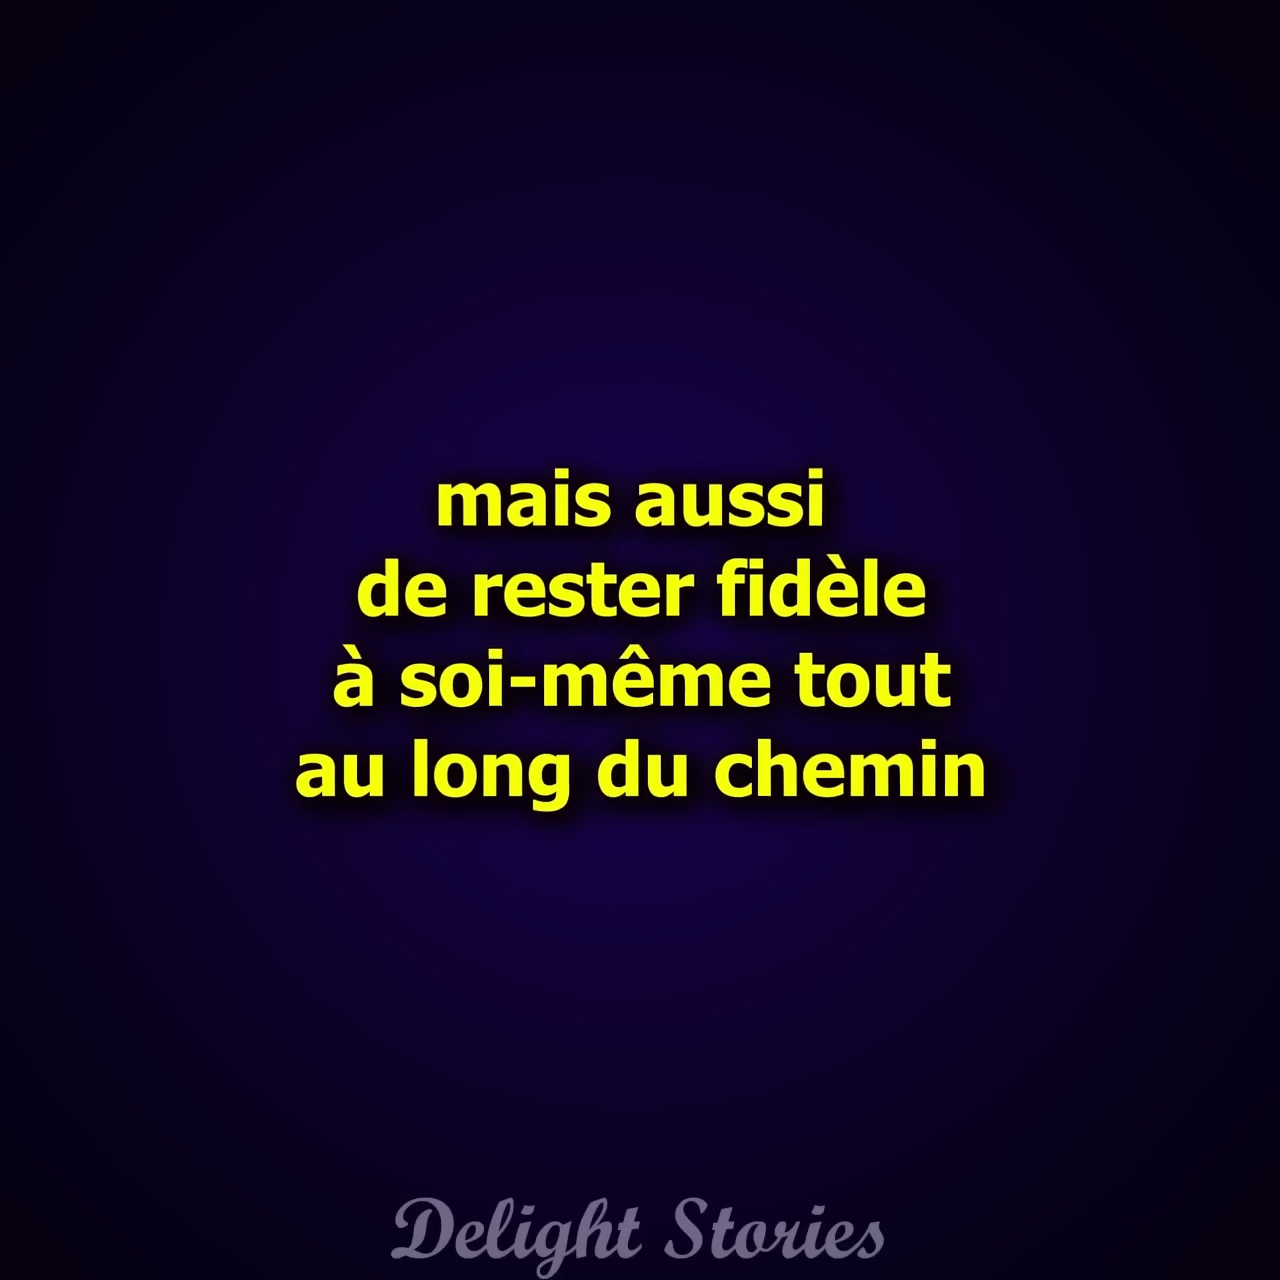 mais aussi
de rester fidèle
à soi-même tout
au long du chemin
Delight Stories